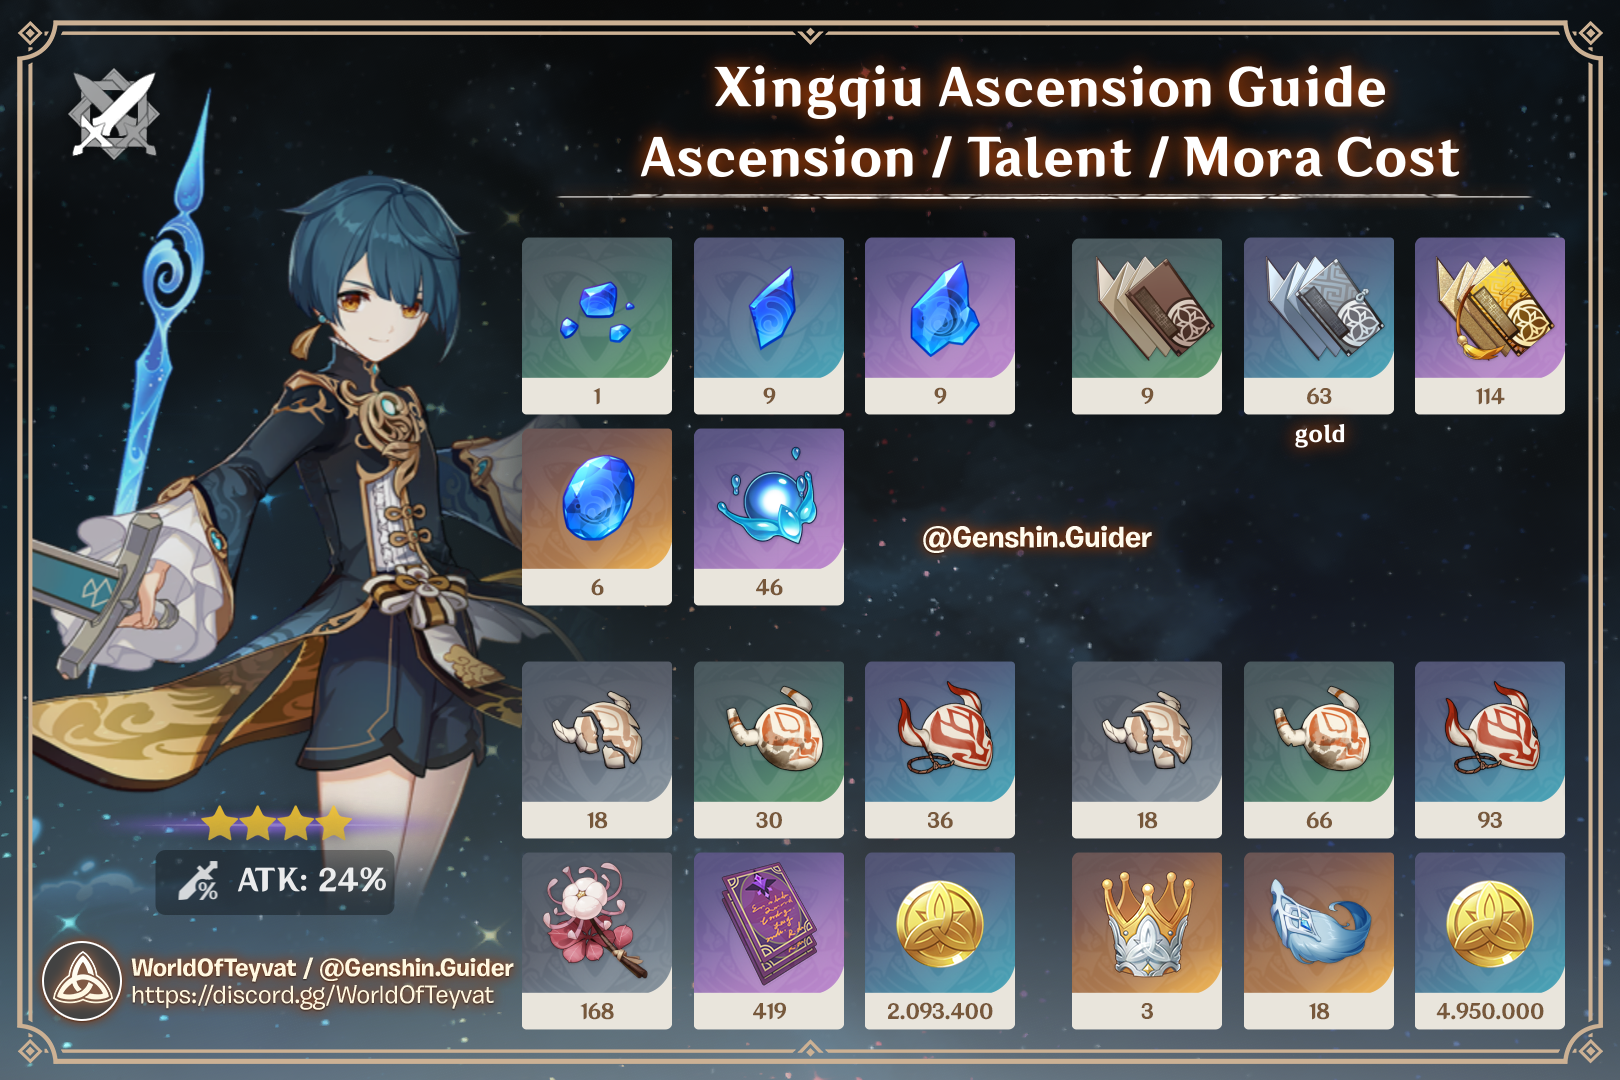 Xingqiu Ascension Guide
Ascension / Talent / Mora Cost
1
9
9
9
63
114
gold
6
46
@Genshin.Guider
18
30
36
18
66
93
ATK: 24%
168
419
2.093.400
3
18
4.950.000
WorldOfTeyvat / @Genshin.Guider
https://discord.gg/WorldOfTeyvat